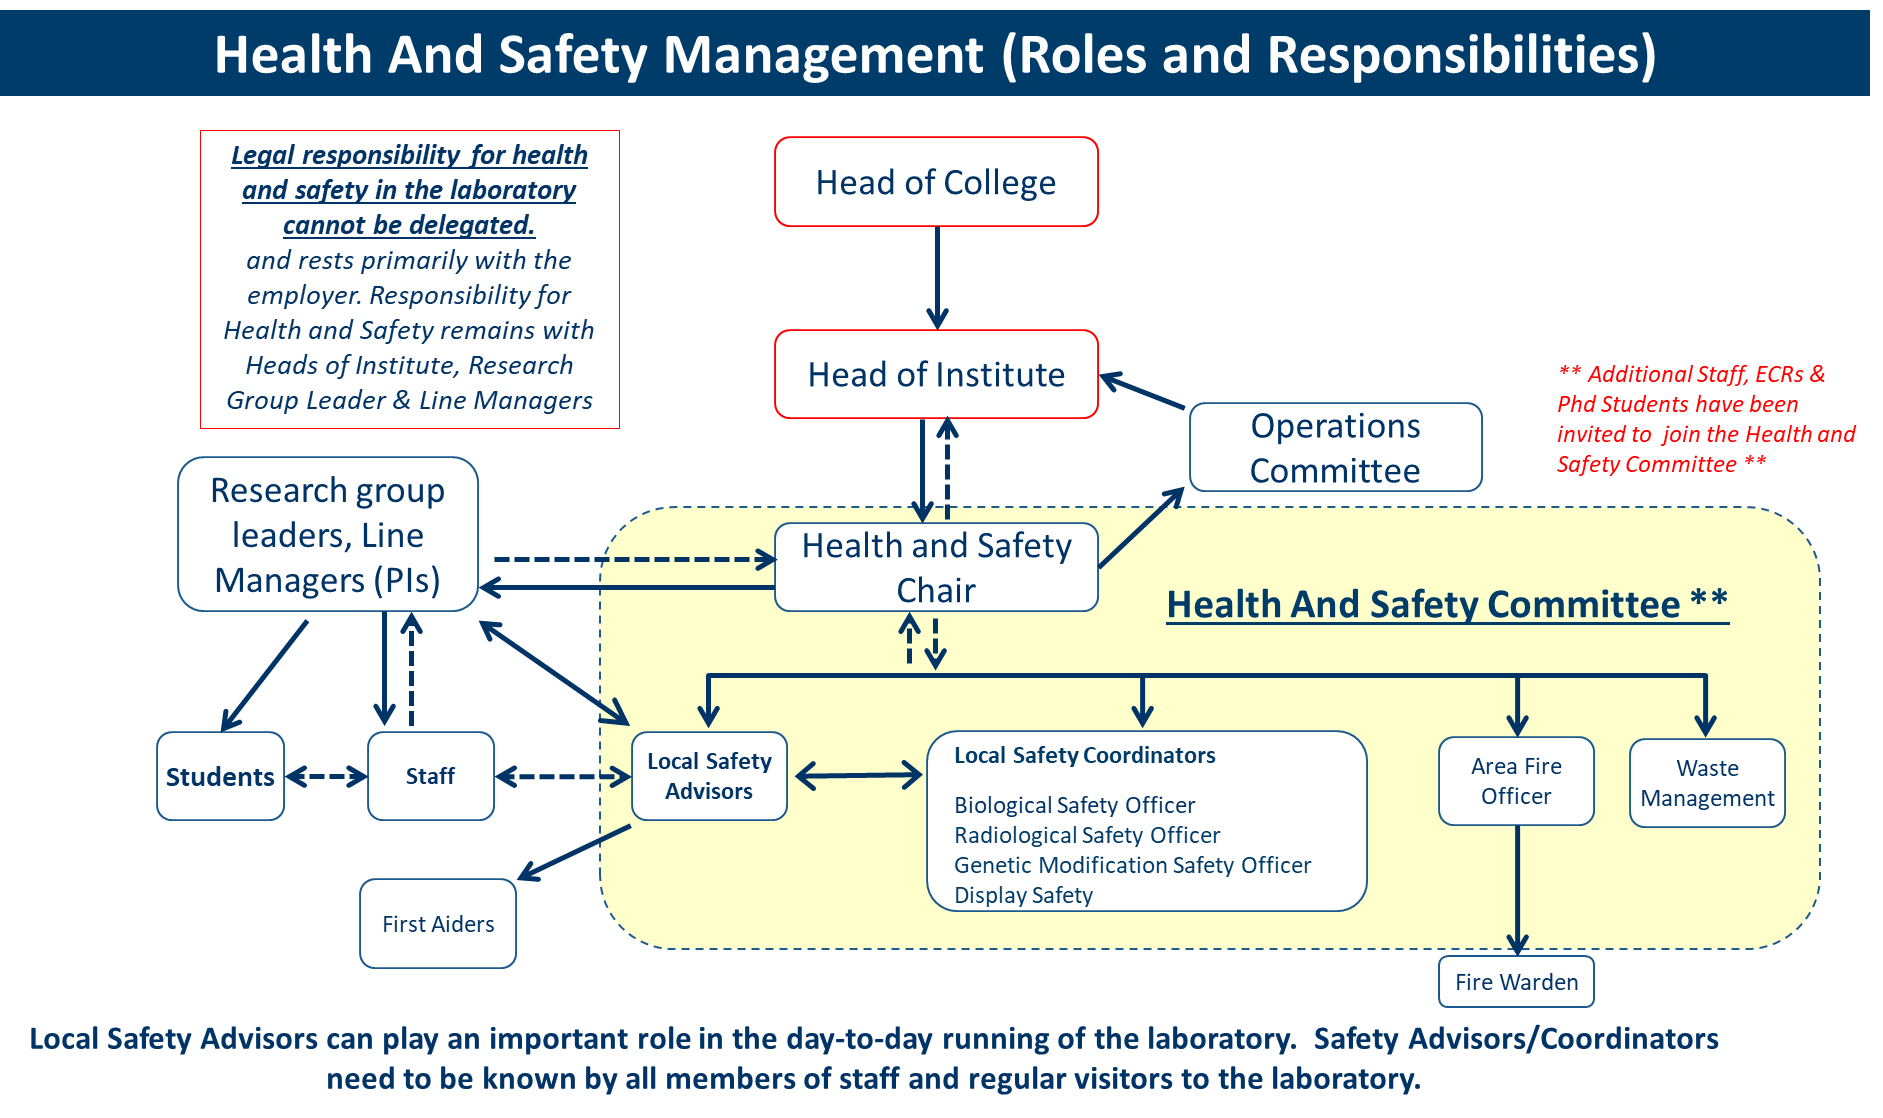 Health And Safety Management (Roles and Responsibilities)
Legal responsibility for health
and safety in the laboratory
cannot be delegated.
and rests primarily with the
employer. Responsibility for
Health and Safety remains with
Heads of Institute, Research
Group Leader & Line Managers
Head of College
Head of Institute
Operations
Committee
** Additional Staff, ECRs &
Phd Students have been
invited to join the Health and
Safety Committee **
Research group
leaders, Line
Managers (PIs)
Health and Safety
Chair
Health And Safety Committee **
Students
Staff
Local Safety
Advisors
Local Safety Coordinators
Biological Safety Officer
Radiological Safety Officer
Genetic Modification Safety Officer
Display Safety
Area Fire
Officer
Waste
Management
First Aiders
Fire Warden
Local Safety Advisors can play an important role in the day-to-day running of the laboratory. Safety Advisors/Coordinators
need to be known by all members of staff and regular visitors to the laboratory.